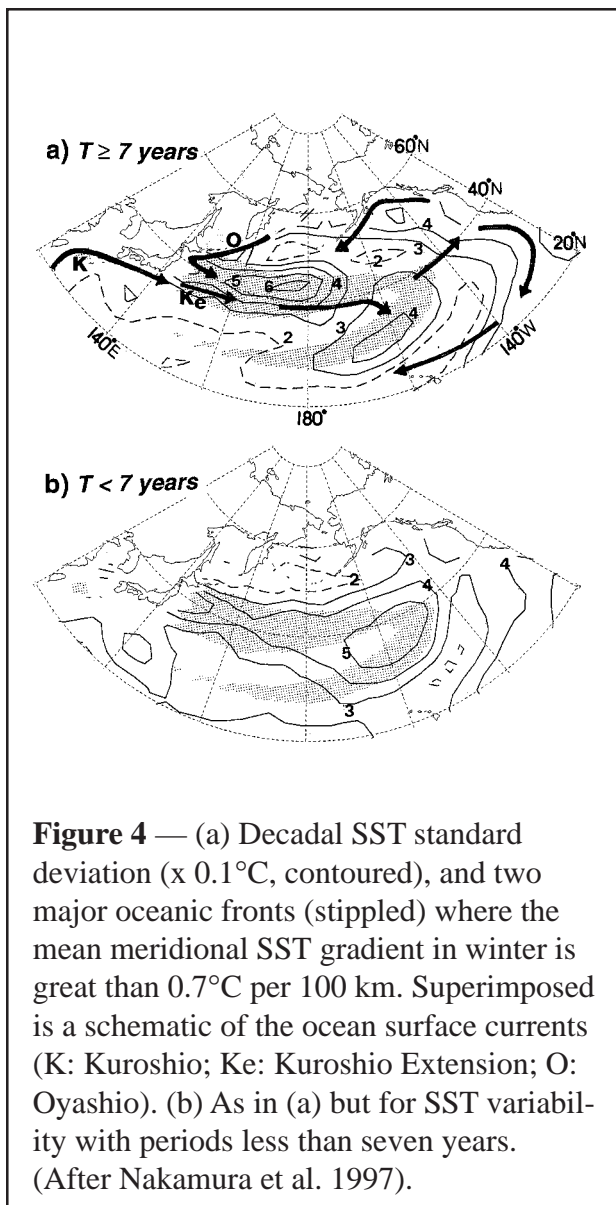 a) T ≥ 7 years
60°N
40°N
20°N
O
K
Ke
5
6
4
2
3
4
4
3
2
140°E
180°
140°W
b) T < 7 years
2
3
4
4
5
3
Figure 4 — (a) Decadal SST standard
deviation (x 0.1°C, contoured), and two
major oceanic fronts (stippled) where the
mean meridional SST gradient in winter is
great than 0.7°C per 100 km. Superimposed
is a schematic of the ocean surface currents
(K: Kuroshio; Ke: Kuroshio Extension; O:
Oyashio). (b) As in (a) but for SST variabil-
ity with periods less than seven years.
(After Nakamura et al. 1997).